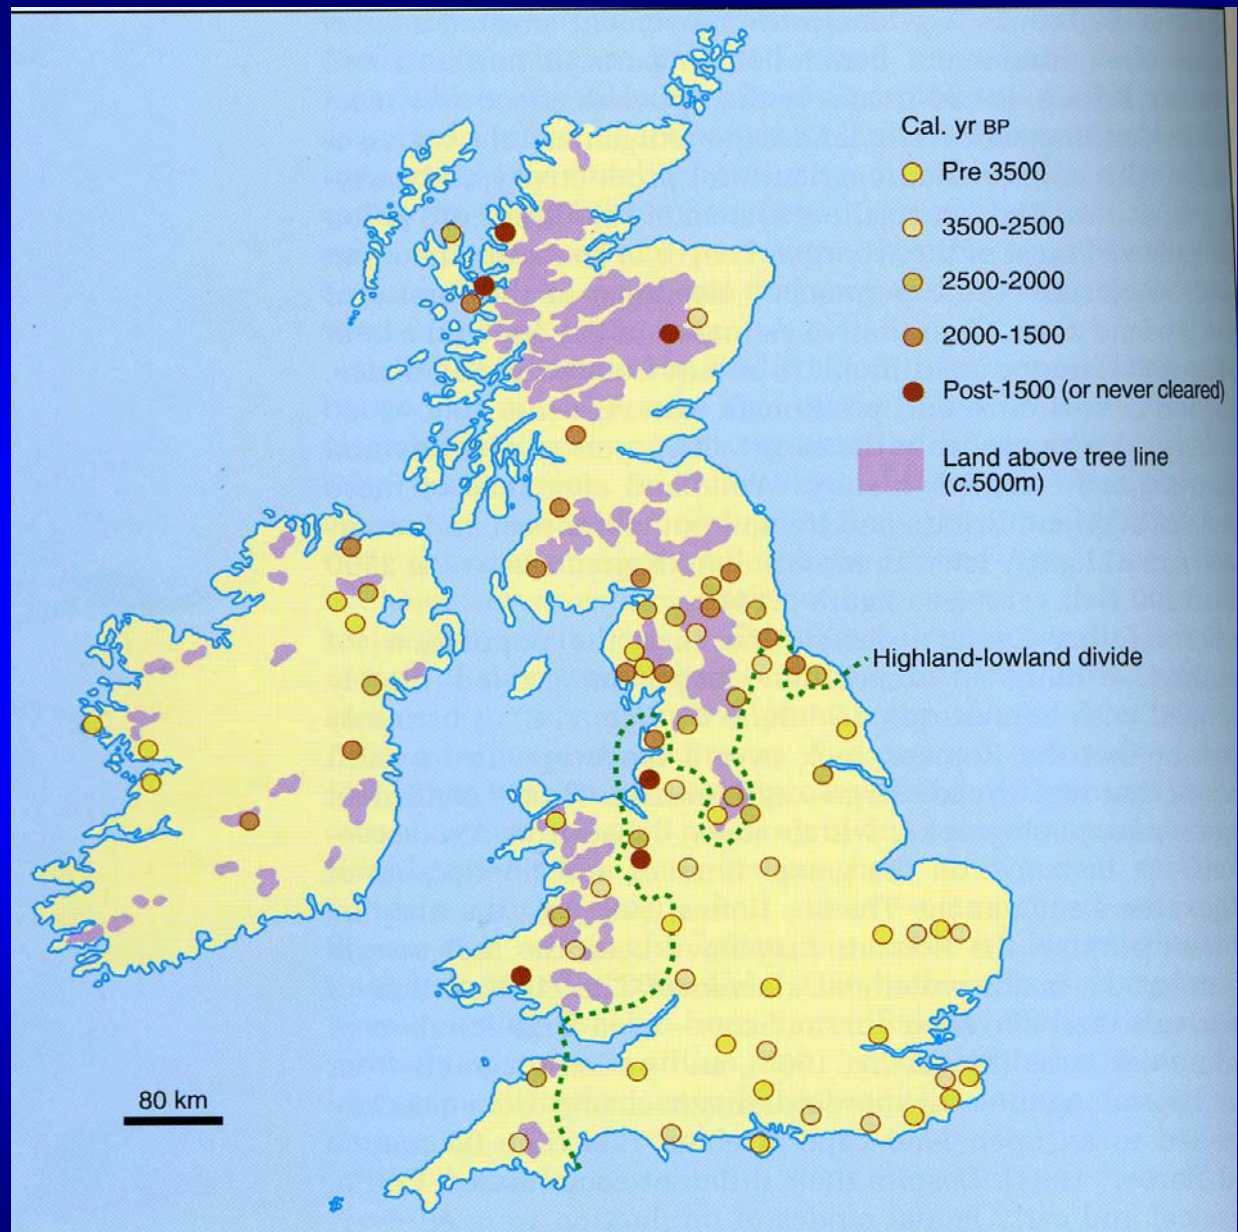 Cal. yr BP
Pre 3500
3500-2500
2500-2000
2000-1500
Post-1500 (or never cleared)
Land above tree line
(c.500m)
Highland-lowland divide
80 km